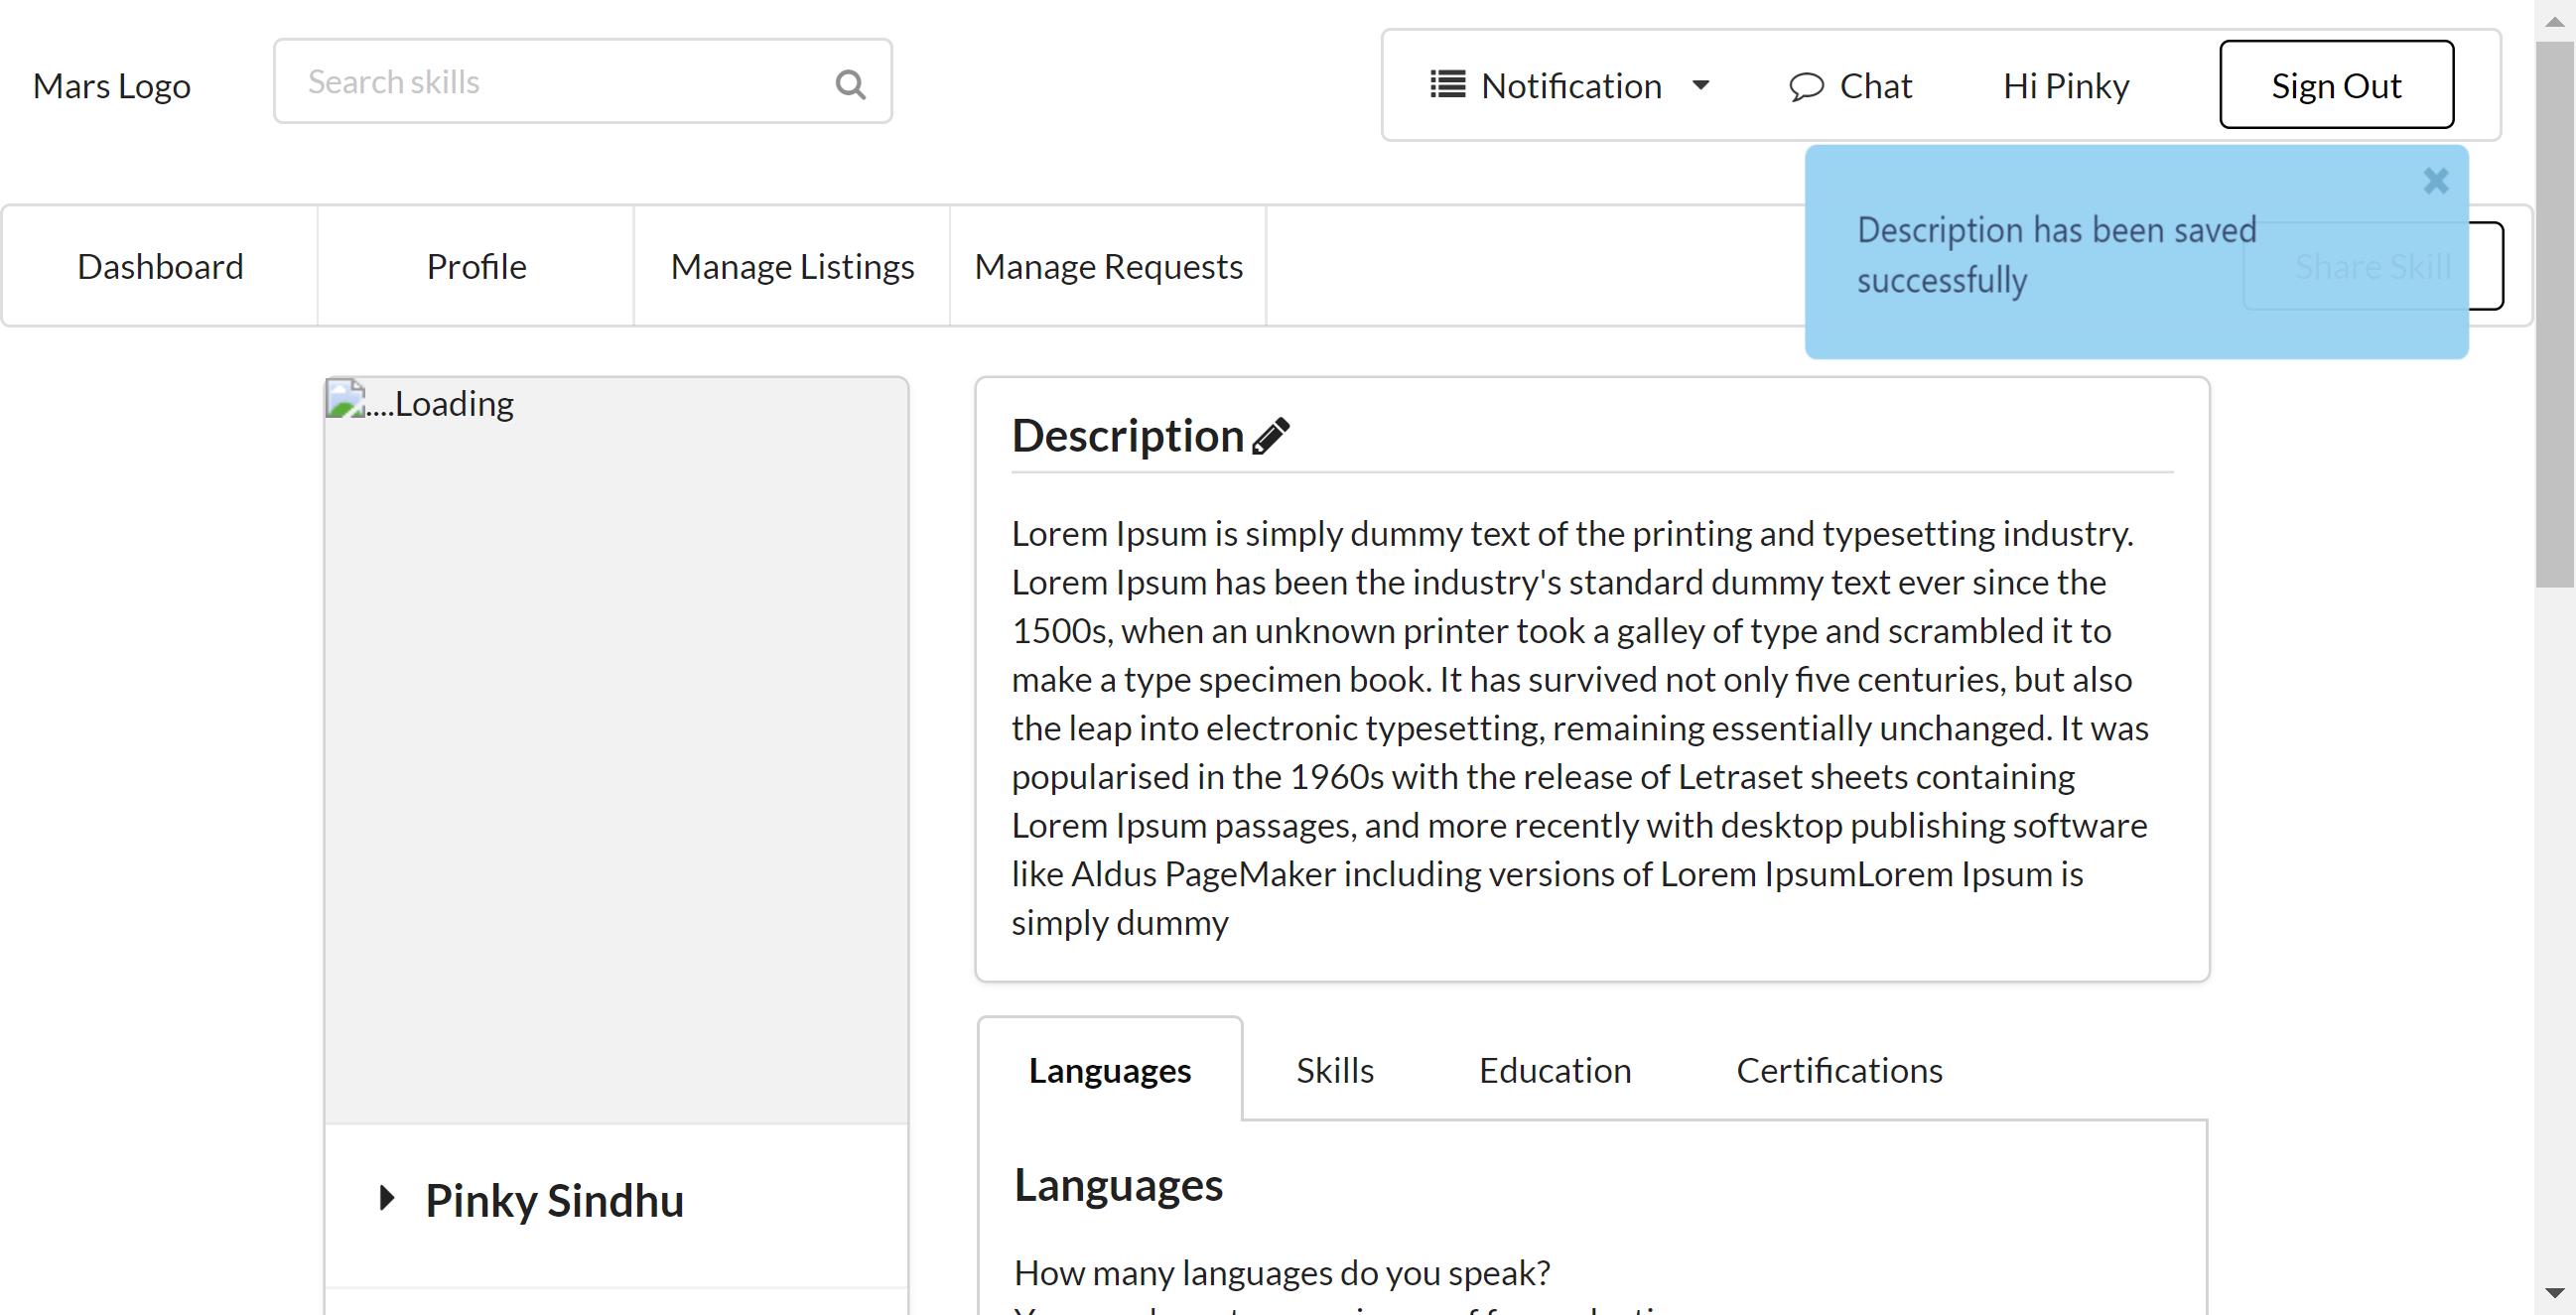 Mars Logo
Search skills
Notification
Chat
Hi Pinky
Sign Out
Description has been saved
successfully
Dashboard
Profile
Manage Listings
Manage Requests
Share Skill
....Loading
Description
Lorem Ipsum is simply dummy text of the printing and typesetting industry.
Lorem Ipsum has been the industry's standard dummy text ever since the
1500s, when an unknown printer took a galley of type and scrambled it to
make a type specimen book. It has survived not only five centuries, but also
the leap into electronic typesetting, remaining essentially unchanged. It was
popularised in the 1960s with the release of Letraset sheets containing
Lorem Ipsum passages, and more recently with desktop publishing software
like Aldus PageMaker including versions of Lorem IpsumLorem Ipsum is
simply dummy
Languages
Skills
Education
Certifications
Pinky Sindhu
Languages
How many languages do you speak?